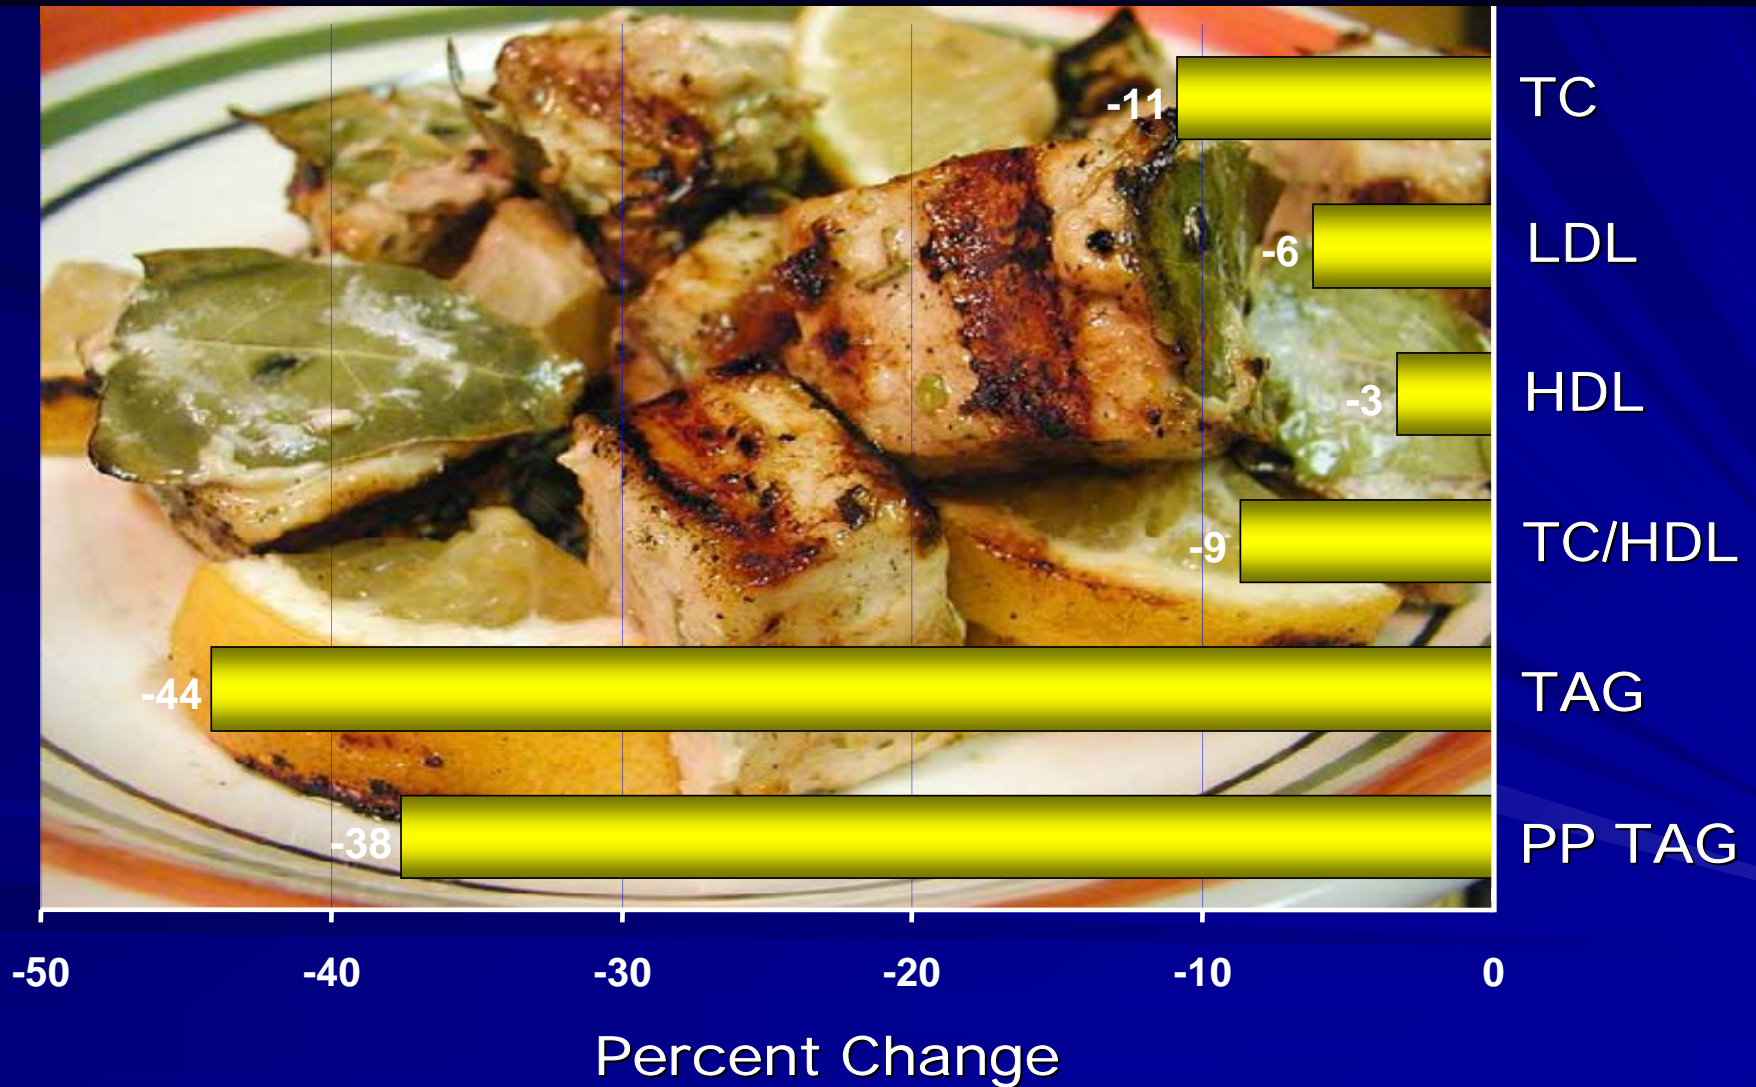 -11 TC
-6 LDL
-3 HDL
-9 TC/HDL
-44 TAG
-38 PP TAG
-50 -40 -30 -20 -10 0
Percent Change